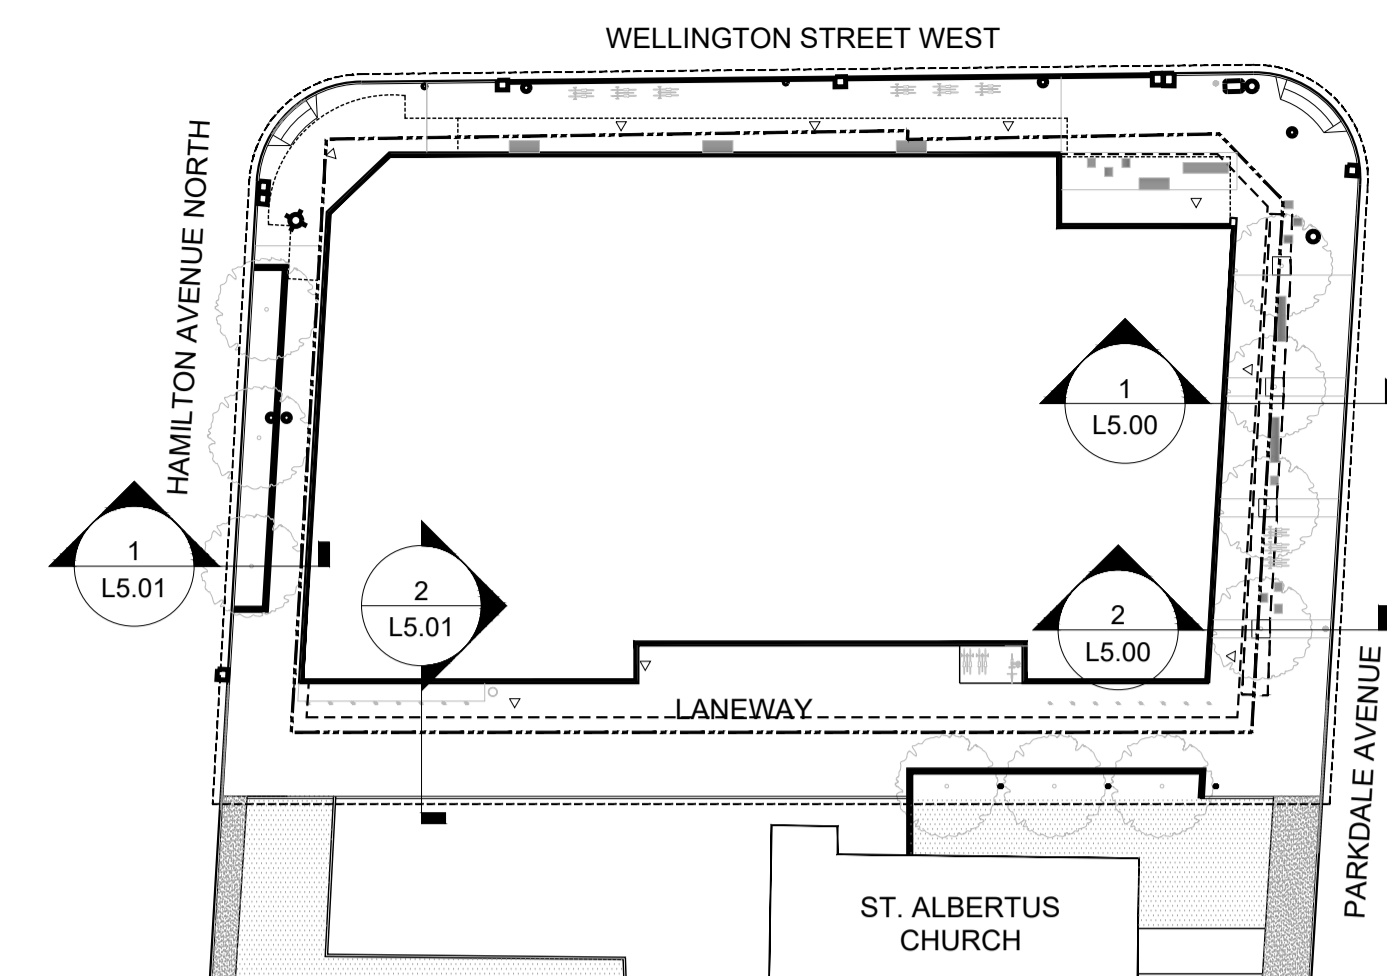 WELLINGTON STREET WEST
HAMILTON AVENUE NORTH
1
L5.00
1
L5.01
2
L5.01
2
L5.00
LANEWAY
PARKDALE AVENUE
ST. ALBERTUS
CHURCH